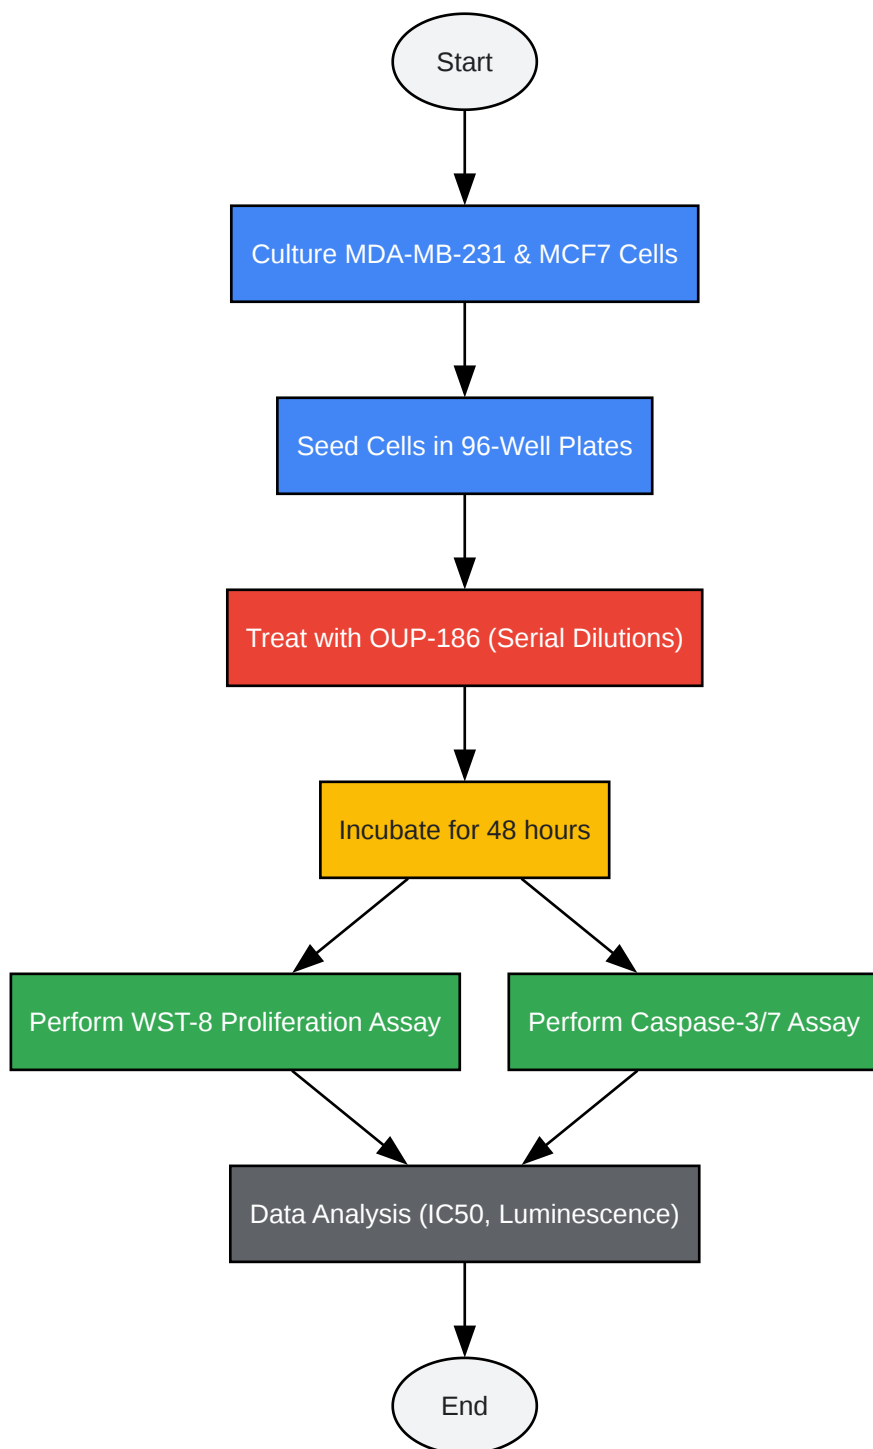 Start
Culture MDA-MB-231 & MCF7 Cells
Seed Cells in 96-Well Plates
Treat with OUP-186 (Serial Dilutions)
Incubate for 48 hours
Perform WST-8 Proliferation Assay
Perform Caspase-3/7 Assay
Data Analysis (IC50, Luminescence)
End